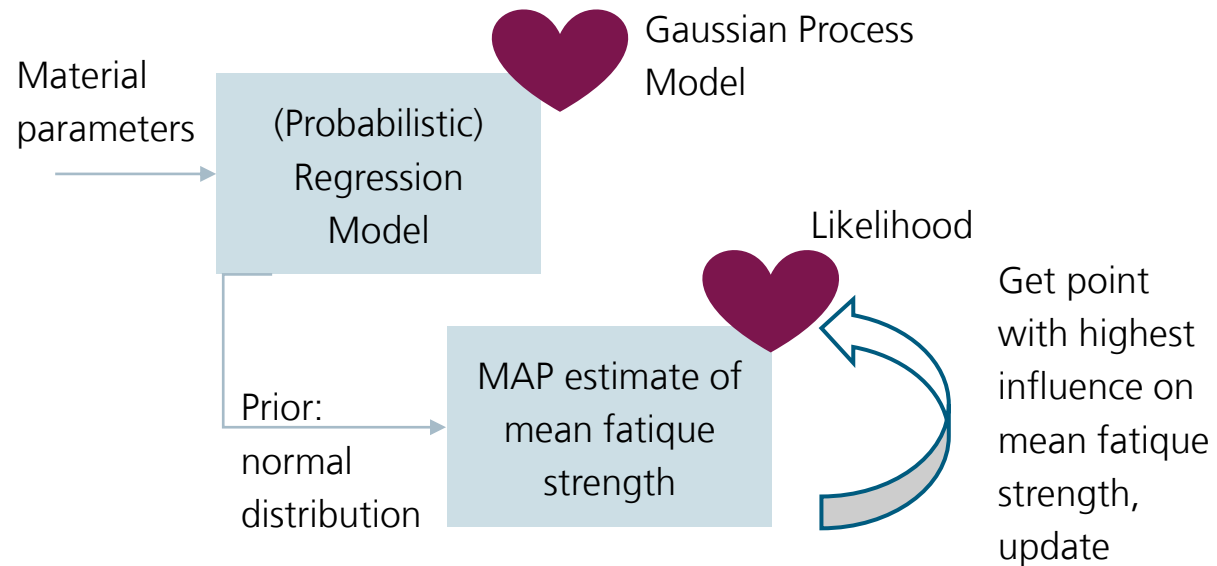 Material
parameters
(Probabilistic)
Regression
Model
Gaussian Process
Model
Prior:
normal
distribution
MAP estimate of
mean fatique
strength
Likelihood
Get point
with highest
influence on
mean fatique
strength,
update